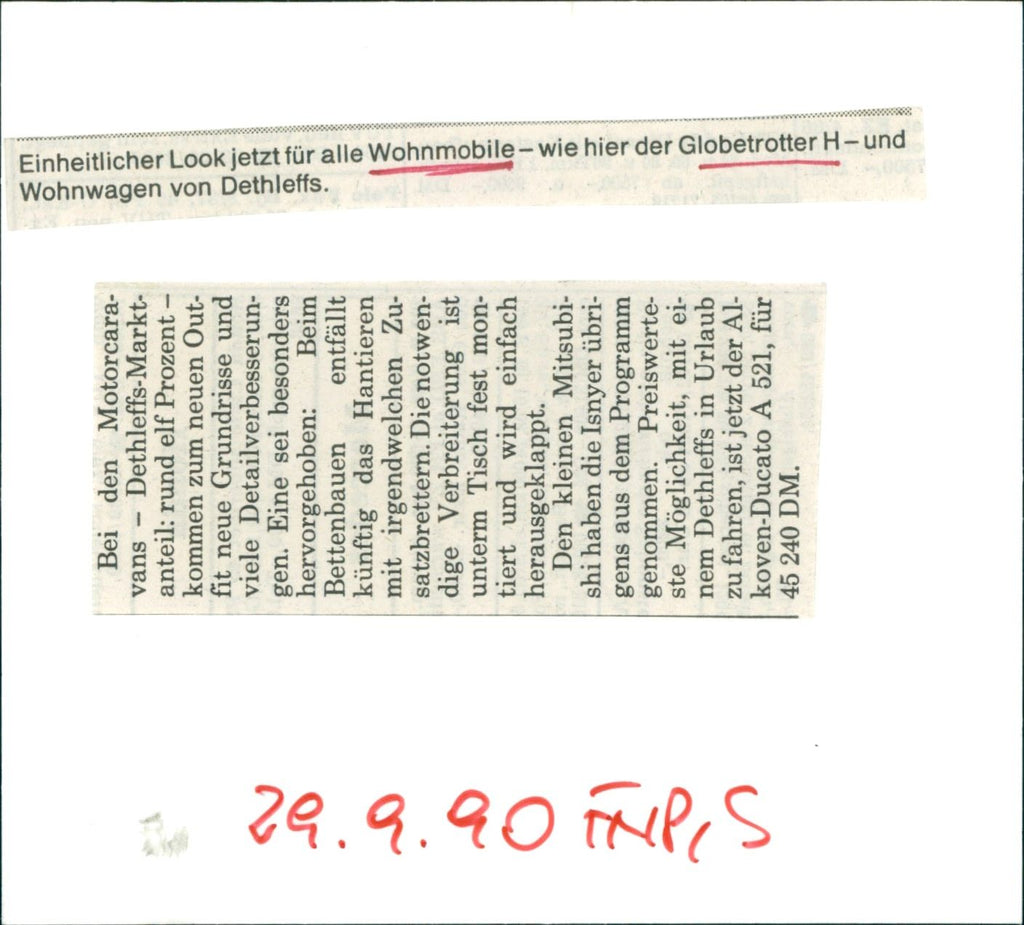 Einheitlicher Look jetzt für alle Wohnmobile – wie hier der Globetrotter H – und
Wohnwagen von Dethleffs.
Bei den Motorcara-
vans – Dethleffs-Markt-
anteil: rund elf Prozent –
kommen zum neuen Out-
fit neue Grundrisse und
viele Detailverbesserun-
gen. Eine sei besonders
hervorgehoben: Beim
Bettenbauen entfällt
künftig das Hantieren
mit irgendwelchen Zu-
satzbrettern. Die notwen-
dige Verbreiterung ist
unterm Tisch fest mon-
tiert und wird einfach
herausgeklappt.
Den kleinen Mitsubi-
shi haben die Isnyer übri-
gens aus dem Programm
genommen. Preiswerte-
ste Möglichkeit, mit ei-
nem Dethleffs in Urlaub
zu fahren, ist jetzt der Al-
koven-Ducato A 521, für
45 240 DM.
29.9.90 FNP, S